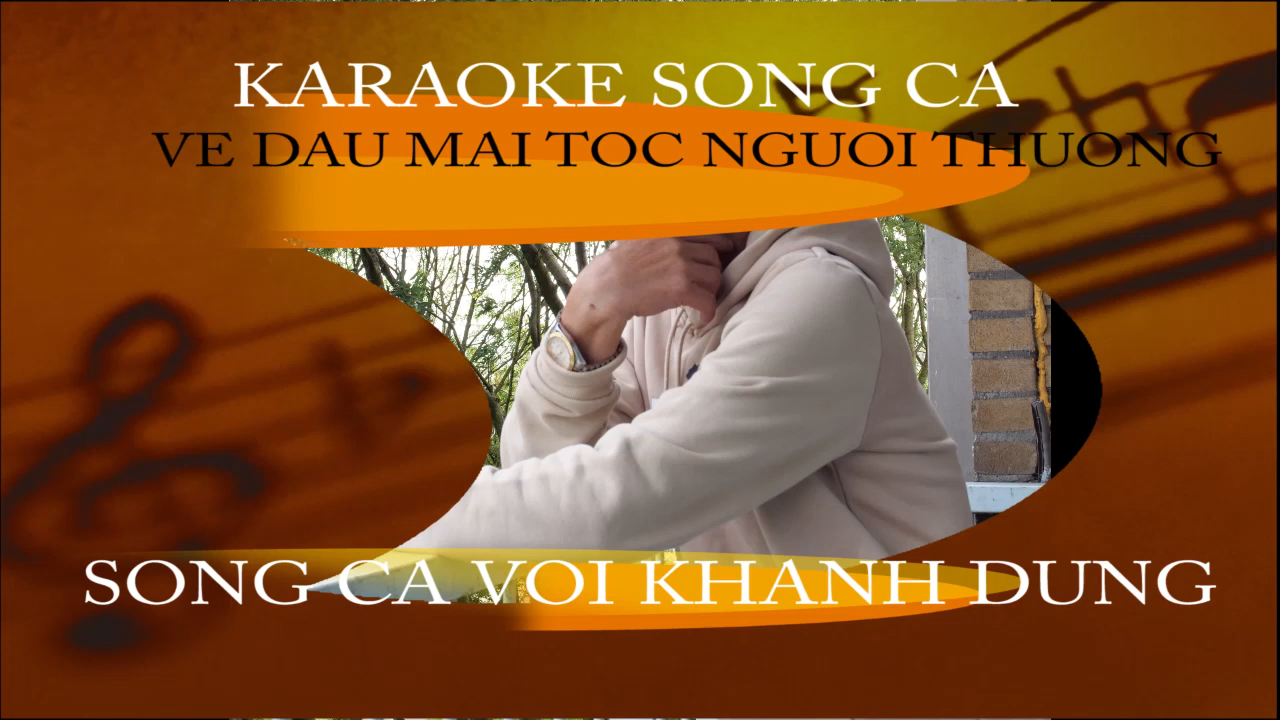 KARAOKE SONG CA
VE DAU MAI TOC NGUOI THUONG
SONG CA VOI KHANH DUNG